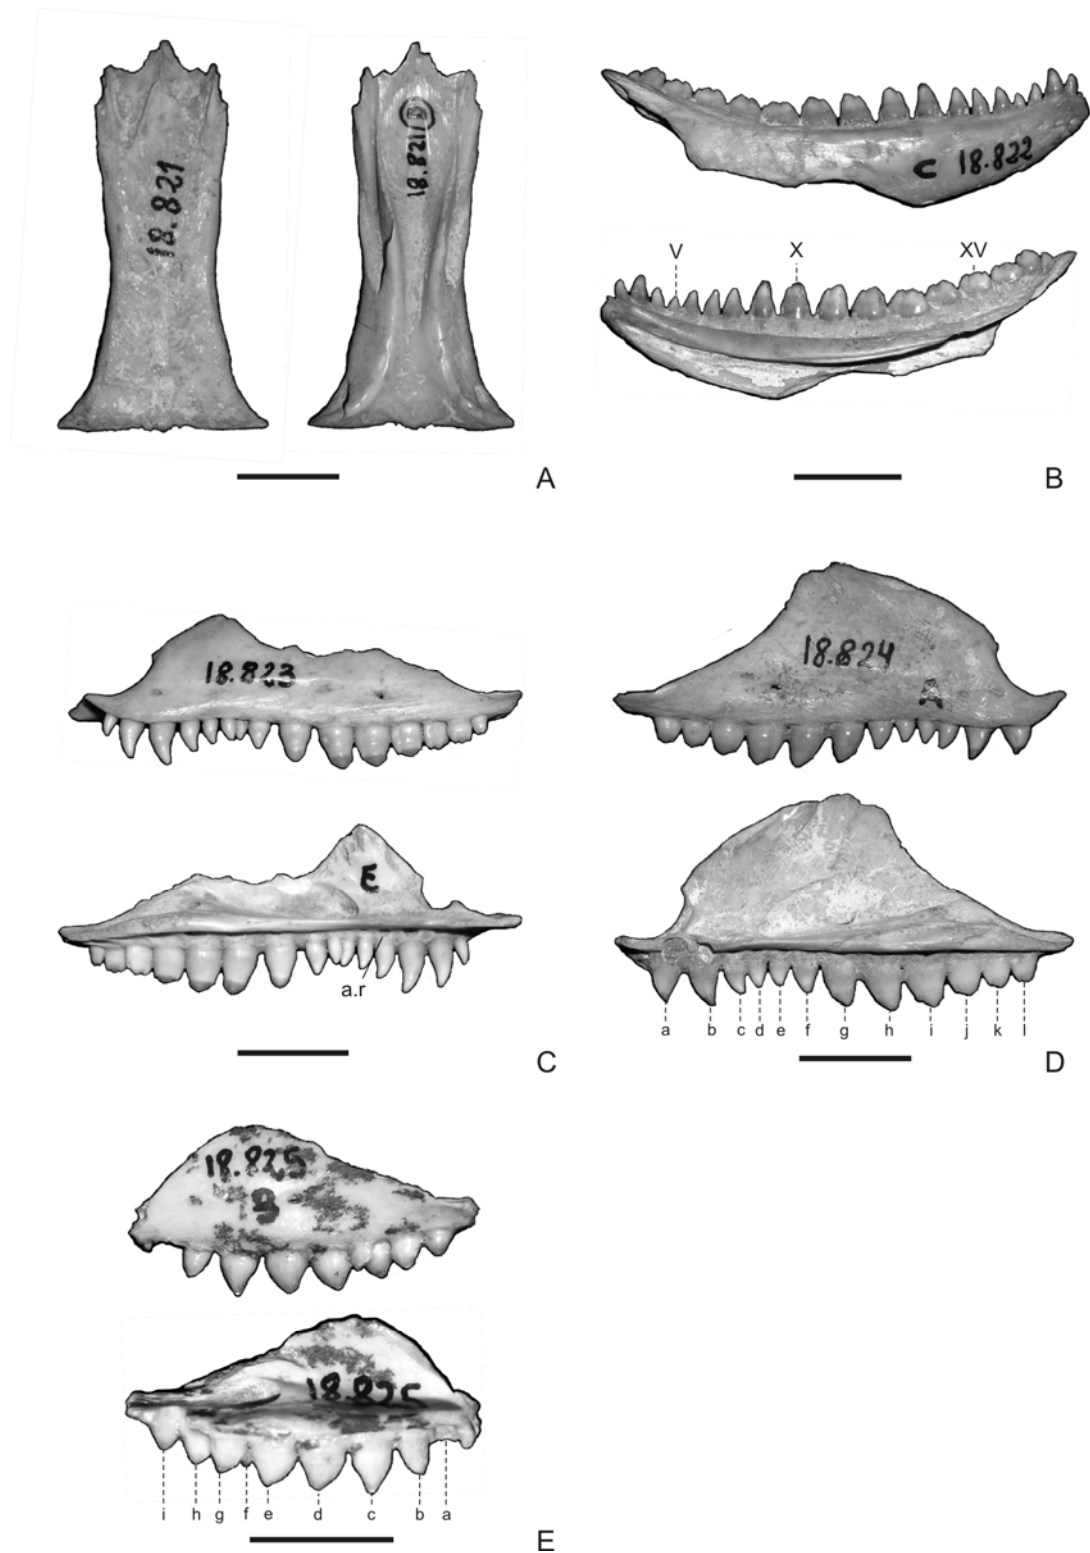 18.821
18.821
A
C 18.822
V X XV
B
18.823
E
a.r
C
18.824
A
a b c d e f g h i j k l
D
18.825
B
18.825
i h g f e d c b a
E